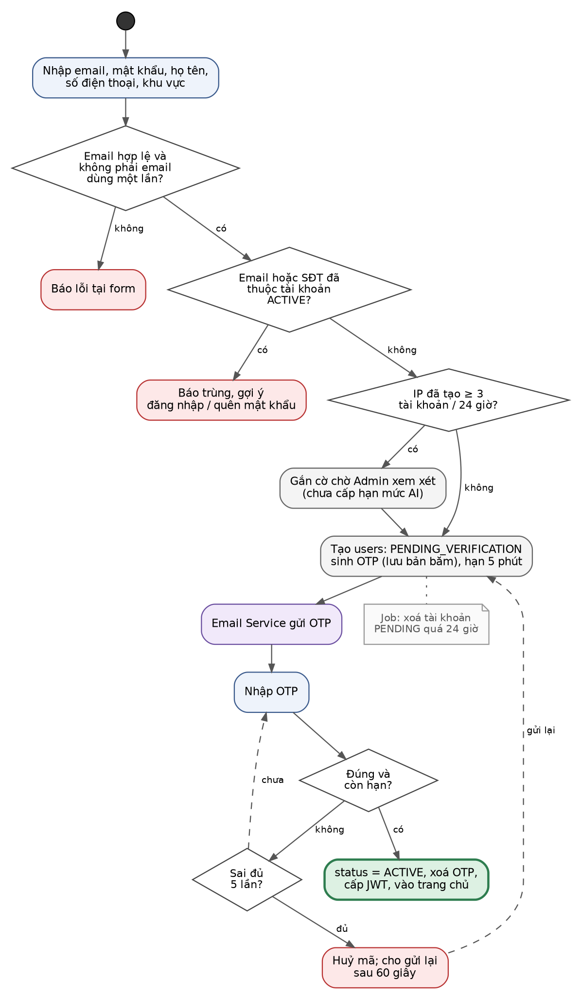 Nhập email, mật khẩu, họ tên,
số điện thoại, khu vực
Email hợp lệ và
không phải email
dùng một lần?
không
có
Báo lỗi tại form
Email hoặc SĐT đã
thuộc tài khoản
ACTIVE?
có
không
Báo trùng, gợi ý
đăng nhập / quên mật khẩu
IP đã tạo ≥ 3
tài khoản / 24 giờ?
có
không
Gắn cờ chờ Admin xem xét
(chưa cấp hạn mức AI)
Tạo users: PENDING_VERIFICATION
sinh OTP (lưu bản băm), hạn 5 phút
Email Service gửi OTP
Job: xoá tài khoản
PENDING quá 24 giờ
Nhập OTP
gửi lại
Đúng và
còn hạn?
chưa
không
có
Sai đủ
5 lần?
status = ACTIVE, xoá OTP,
cấp JWT, vào trang chủ
đủ
Huỷ mã; cho gửi lại
sau 60 giây